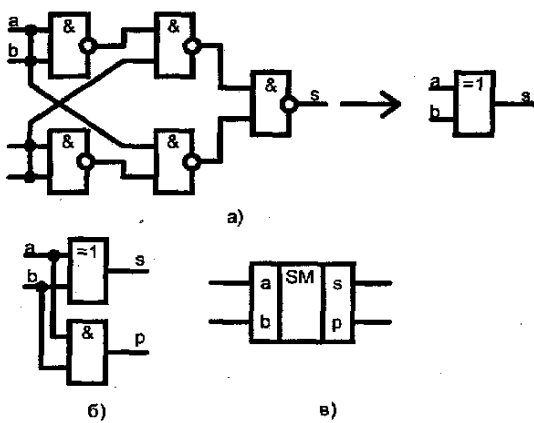 a & &
b
& s a =1 s
b
& &
а)
a =1 s a SM s
b
& p b p
б) в)